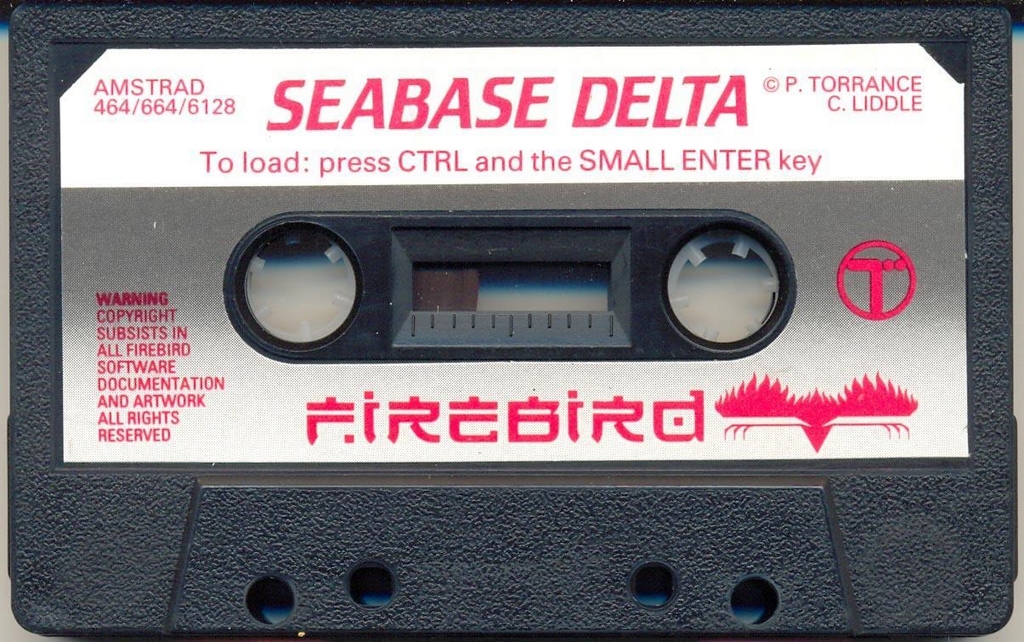 AMSTRAD
464/664/6128
SEABASE DELTA
© P. TORRANCE
C. LIDDLE
To load: press CTRL and the SMALL ENTER key
WARNING
COPYRIGHT
SUBSISTS IN
ALL FIREBIRD
SOFTWARE
DOCUMENTATION
AND ARTWORK
ALL RIGHTS
RESERVED
FIREBIRD